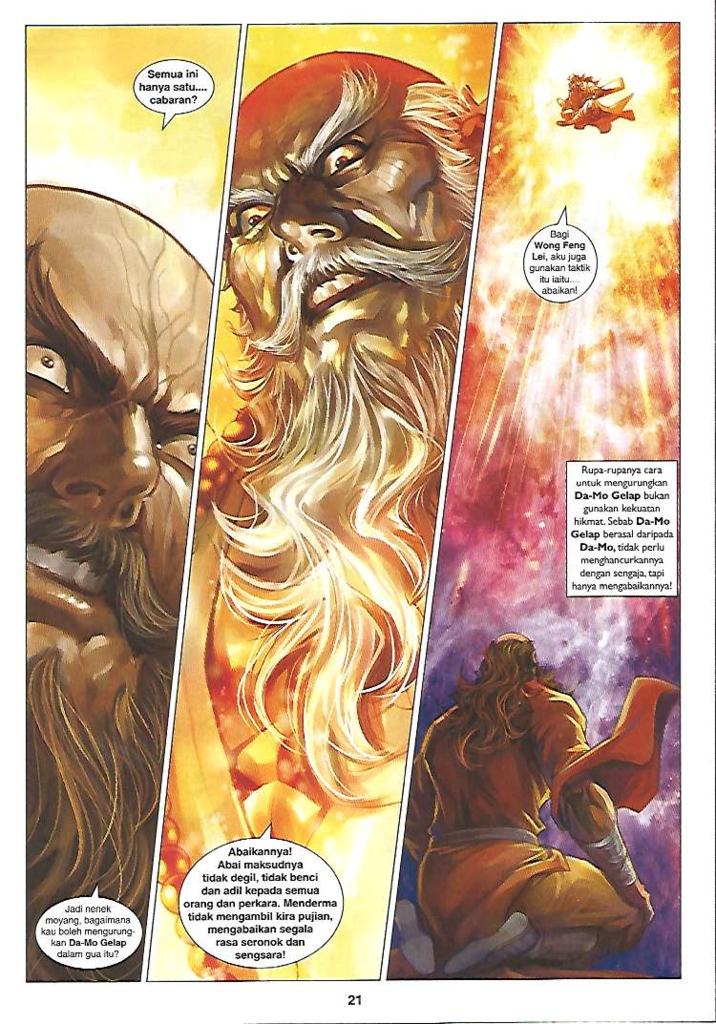 Semua ini
hanya satu....
cabaran?
Jadi nenek
moyang, bagaimana
kau boleh mengurung-
kan Da-Mo Gelap
dalam gua itu?
Abaikannya!
Abai maksudnya
tidak degil, tidak benci
dan adil kepada semua
orang dan perkara. Menderma
tidak mengambil kira pujian,
mengabaikan segala
rasa seronok dan
sengsara!
Bagi
Wong Feng
Lei, aku juga
gunakan taktik
itu iaitu....
abaikan!
Rupa-rupanya cara
untuk mengurungkan
Da-Mo Gelap bukan
gunakan kekuatan
hikmat. Sebab Da-Mo
Gelap berasal daripada
Da-Mo, tidak perlu
menghancurkannya
dengan sengaja, tapi
hanya mengabaikannya!
21